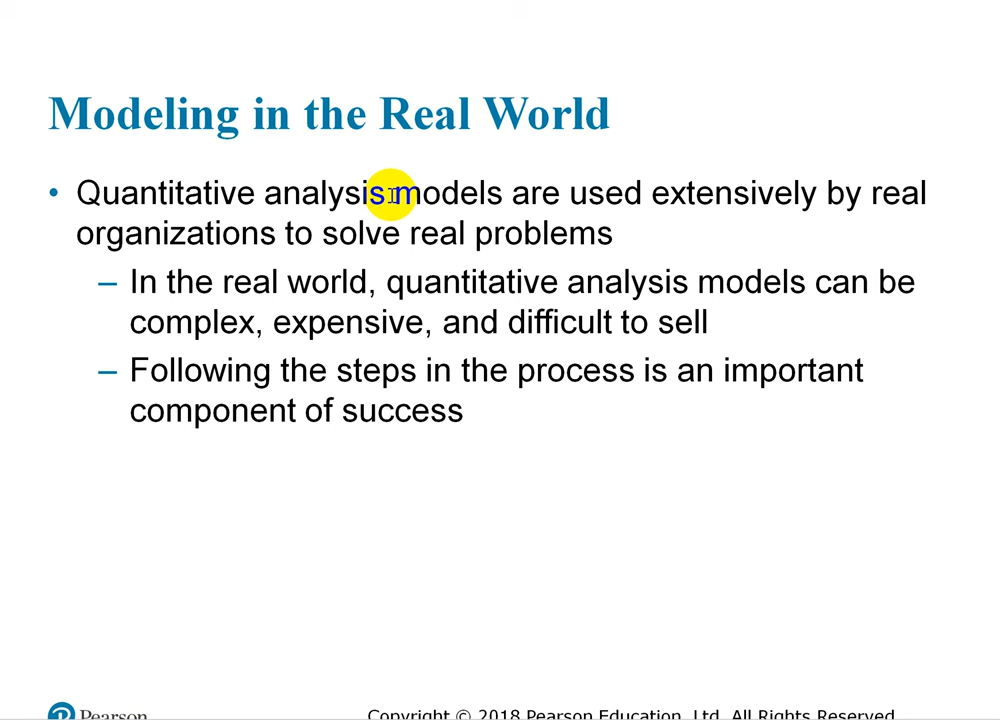 Modeling in the Real World
• Quantitative analysis models are used extensively by real
organizations to solve real problems
– In the real world, quantitative analysis models can be
complex, expensive, and difficult to sell
– Following the steps in the process is an important
component of success
Pearson
Copyright © 2018 Pearson Education, Ltd. All Rights Reserved